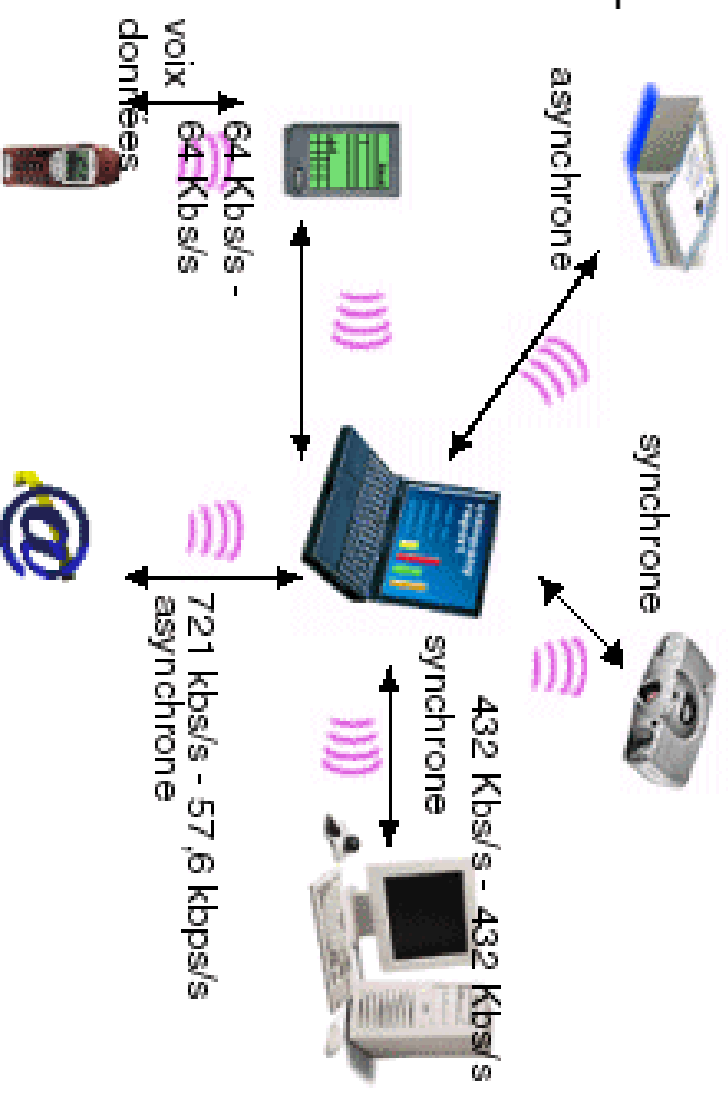 asynchrone
synchrone
voix
données
64 Kbs/s -
64 Kbs/s
432 Kbs/s - 432 Kbs/s
synchrone
721 kbs/s - 57,6 kbps/s
asynchrone